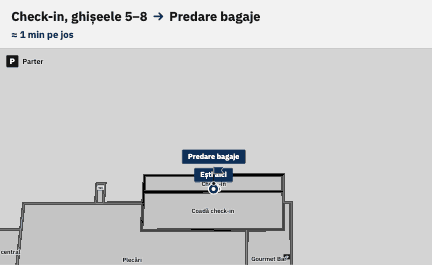 Check-in, ghișeele 5–8 → Predare bagaje
≈ 1 min pe jos
P Parter
Predare bagaje
Ești aici
Coadă check-in
central
Plecări
Gourmet Bar